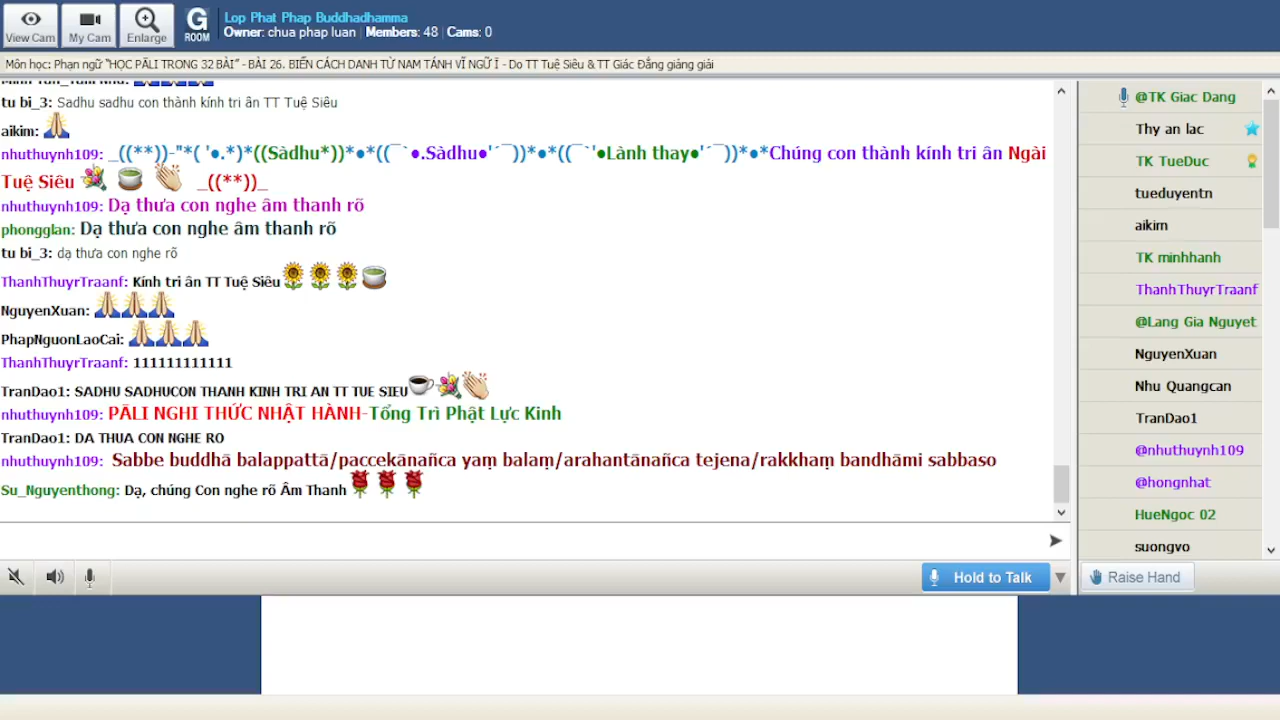 View Cam
My Cam
Enlarge
G ROOM
Lop Phat Phap Buddhadhamma
Owner: chua phap luan | Members: 48 | Cams: 0
Môn học: Phạn ngữ "HỌC PĀLI TRONG 32 BÀI" - BÀI 26. BIẾN CÁCH DANH TỪ NAM TÁNH VĨ NGỮ Ī - Do TT Tuệ Siêu & TT Giác Đẳng giảng giải
tu bi_3: Sadhu sadhu con thành kính tri ân TT Tuệ Siêu
aikim:
nhuthuynh109: _((**))-"*( '●.*)*((Sàdhu*))*●*((¯`●.Sàdhu●'´¯))*●*((¯`'●Lành thay●'´¯))*●*Chúng con thành kính tri ân Ngài
Tuệ Siêu _((**))_
nhuthuynh109: Dạ thưa con nghe âm thanh rõ
phongglan: Dạ thưa con nghe âm thanh rõ
tu bi_3: dạ thưa con nghe rõ
ThanhThuyrTraanf: Kính tri ân TT Tuệ Siêu
NguyenXuan:
PhapNguonLaoCai:
ThanhThuyrTraanf: 111111111111
TranDao1: SADHU SADHUCON THANH KINH TRI AN TT TUE SIEU
nhuthuynh109: PĀLI NGHI THỨC NHẬT HÀNH-Tổng Trì Phật Lực Kinh
TranDao1: DA THUA CON NGHE RO
nhuthuynh109: Sabbe buddhā balappattā/paccekānañca yaṃ balaṃ/arahantānañca tejena/rakkhaṃ bandhāmi sabbaso
Su_Nguyenthong: Dạ, chúng Con nghe rõ Âm Thanh
Hold to Talk
@TK Giac Dang
Thy an lac
TK TueDuc
tueduyentn
aikim
TK minhhanh
ThanhThuyrTraanf
@Lang Gia Nguyet
NguyenXuan
Nhu Quangcan
TranDao1
@nhuthuynh109
@hongnhat
HueNgoc 02
suongvo
Raise Hand